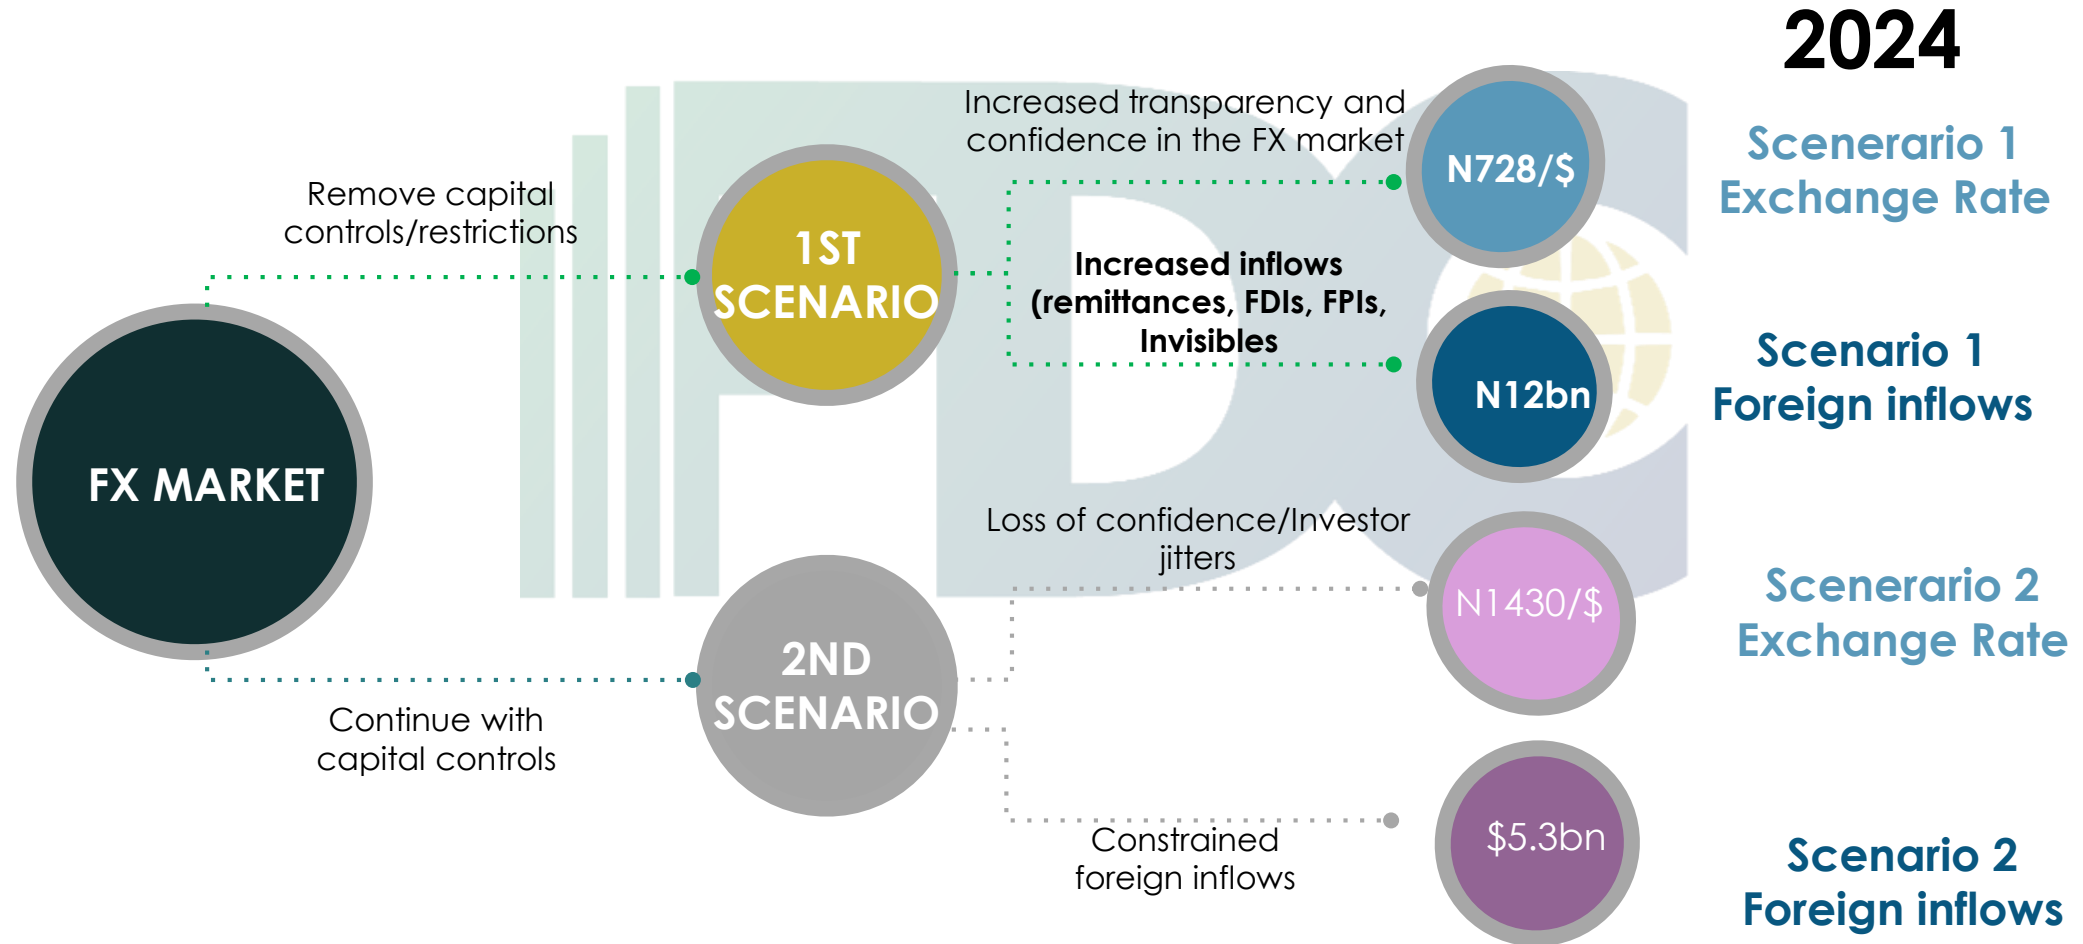 2024
FX MARKET
Remove capital
controls/restrictions
1ST
SCENARIO
Increased transparency and
confidence in the FX market
N728/$
Scenerario 1
Exchange Rate
Increased inflows
(remittances, FDIs, FPIs,
Invisibles
N12bn
Scenario 1
Foreign inflows
Continue with
capital controls
2ND
SCENARIO
Loss of confidence/Investor
jitters
N1430/$
Scenerario 2
Exchange Rate
Constrained
foreign inflows
$5.3bn
Scenario 2
Foreign inflows
FDC